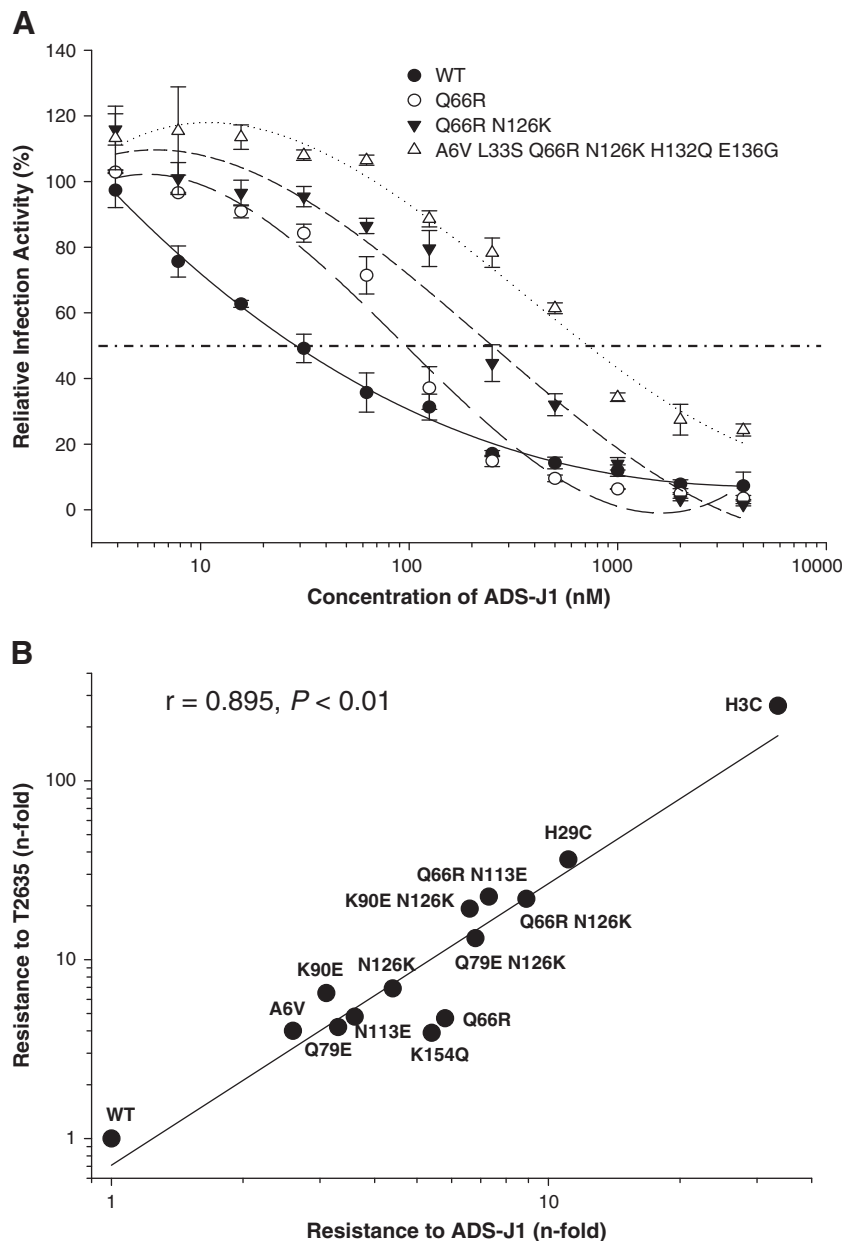 A
140
120
100
80
60
40
20
0
Reliative Infection Activity (%)
WT
Q66R
Q66R N126K
A6V L33S Q66R N126K H132Q E136G
10
100
1000
10000
Concentration of ADS-J1 (nM)
B
r = 0.895, P < 0.01
H3C
100
H29C
Q66R N113E
K90E N126K
Q66R N126K
Q79E N126K
N126K
K90E
10
A6V
Q66R
N113E
Q79E
K154Q
WT
1
Resistance to T2635 (n-fold)
1
10
Resistance to ADS-J1 (n-fold)